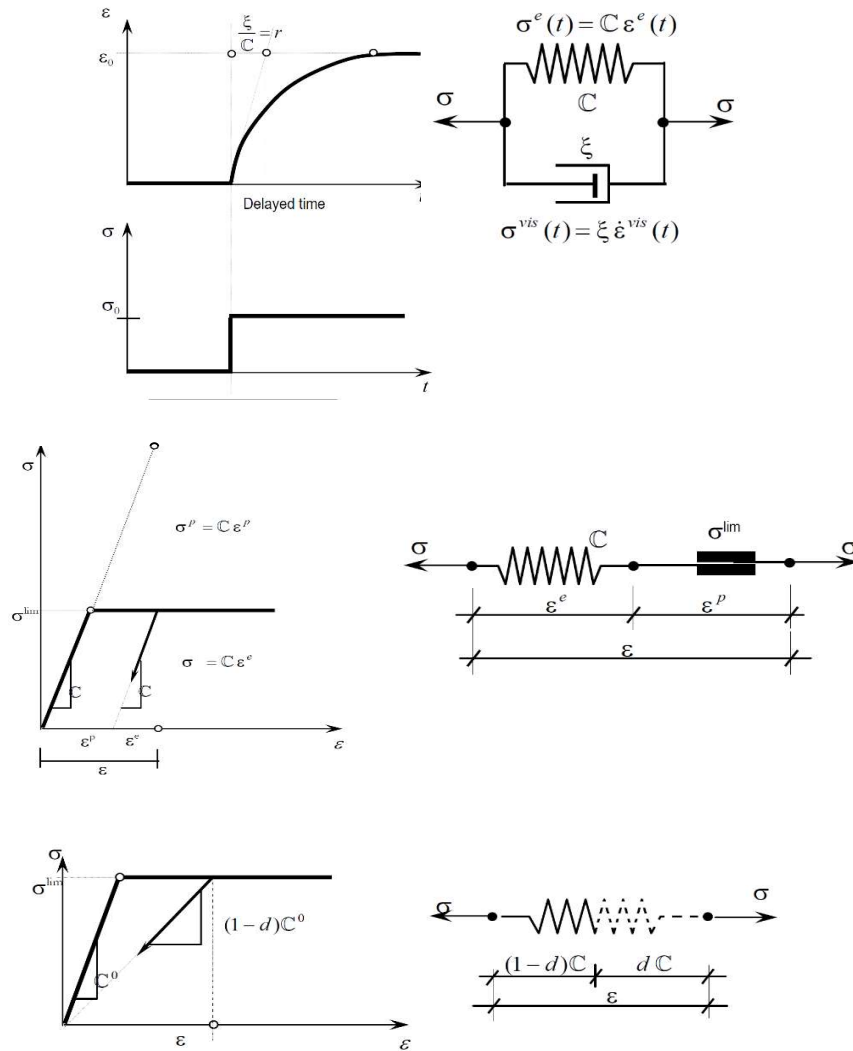 ε
ξ/ℂ = r
ε₀
Delayed time
σ
σ₀
t
σᵉ(t) = ℂ εᵉ(t)
σ σ
ℂ
ξ
σᵛⁱˢ(t) = ξ ε̇ᵛⁱˢ(t)
σ
σᵖ = ℂ εᵖ
σˡⁱᵐ
σ = ℂ εᵉ
ℂ ℂ
εᵖ εᵉ ε
ε
σ ℂ σˡⁱᵐ σ
εᵉ εᵖ
ε
σ
σˡⁱᵐ
(1−d)ℂ⁰
ℂ⁰
ε ε
σ σ
(1−d)ℂ dℂ
ε